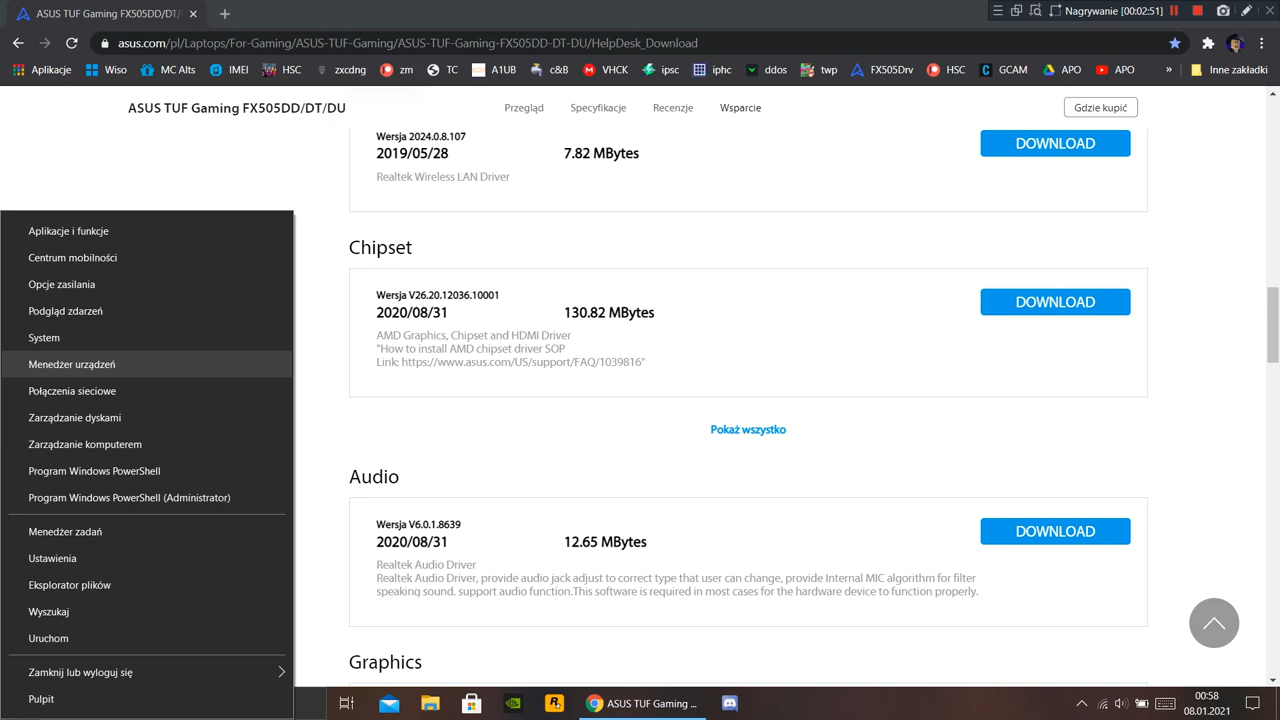 ASUS TUF Gaming FX505DD/DT/
Nagrywanie [00:02:51]
asus.com/pl/Laptops/For-Gaming/ASUS-TUF-Gaming/ASUS-TUF-Gaming-FX505DD-DT-DU/HelpDesk_Download
Aplikacje
Wiso
MC Alts
IMEI
HSC
zxcdng
zm
TC
A1UB
c&b
VHCK
ipsc
iphc
ddos
twp
FX505Drv
HSC
GCAM
APO
APO
»
Inne zakładki
ASUS TUF Gaming FX505DD/DT/DU
Przegląd
Specyfikacje
Recenzje
Wsparcie
Gdzie kupić
Wersja 2024.0.8.107
2019/05/28
7.82 MBytes
DOWNLOAD
Realtek Wireless LAN Driver
Chipset
Wersja V26.20.12036.10001
2020/08/31
130.82 MBytes
DOWNLOAD
AMD Graphics, Chipset and HDMI Driver
"How to install AMD chipset driver SOP
Link: https://www.asus.com/US/support/FAQ/1039816"
Pokaż wszystko
Audio
Wersja V6.0.1.8639
2020/08/31
12.65 MBytes
DOWNLOAD
Realtek Audio Driver
Realtek Audio Driver, provide audio jack adjust to correct type that user can change, provide Internal MIC algorithm for filter
speaking sound. support audio function.This software is required in most cases for the hardware device to function properly.
Graphics
Aplikacje i funkcje
Centrum mobilności
Opcje zasilania
Podgląd zdarzeń
System
Menedżer urządzeń
Połączenia sieciowe
Zarządzanie dyskami
Zarządzanie komputerem
Program Windows PowerShell
Program Windows PowerShell (Administrator)
Menedżer zadań
Ustawienia
Eksplorator plików
Wyszukaj
Uruchom
Zamknij lub wyloguj się
Pulpit
ASUS TUF Gaming ...
00:58
08.01.2021